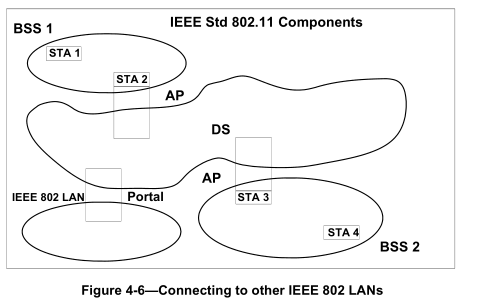 IEEE Std 802.11 Components
BSS 1
STA 1
STA 2
AP
DS
AP
IEEE 802 LAN
Portal
STA 3
STA 4
BSS 2
Figure 4-6—Connecting to other IEEE 802 LANs